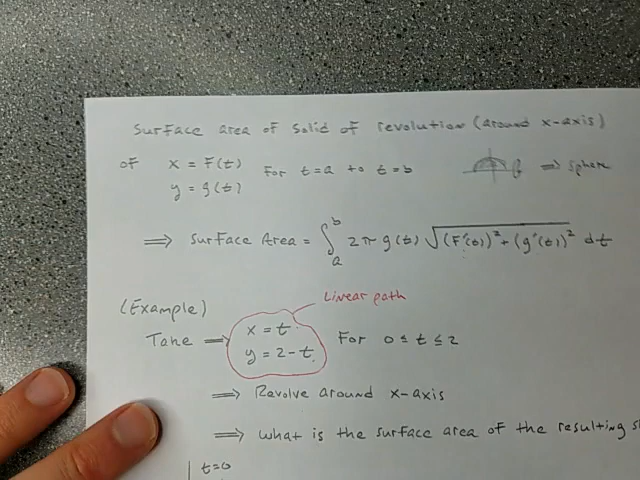 Surface area of solid of revolution (around x-axis)
of x = f(t) for t=a to t=b ⇒ sphere
y = g(t)
⇒ Surface Area = ∫_a^b 2π g(t) √((f'(t))² + (g'(t))²) dt
Linear path
(Example)
Take ⇒ x = t For 0 ≤ t ≤ 2
y = 2-t
⇒ Revolve around x-axis
⇒ what is the surface area of the resulting
t=0